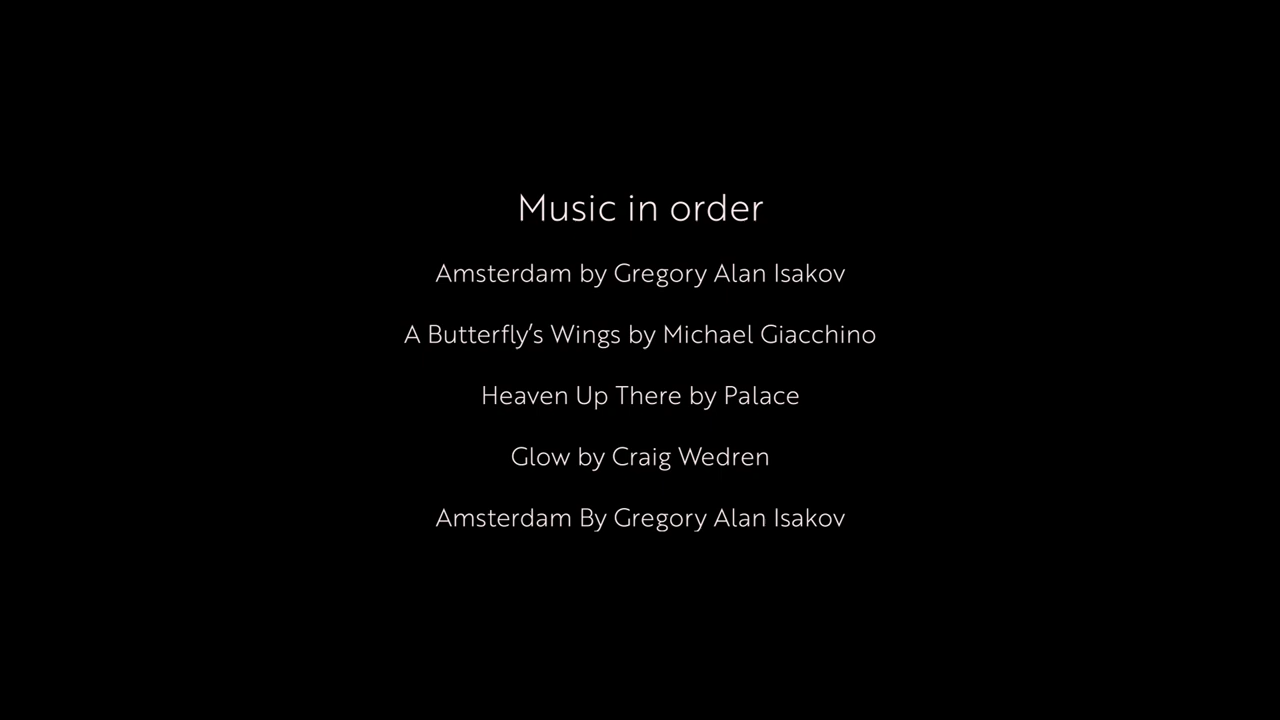 Music in order
Amsterdam by Gregory Alan Isakov
A Butterfly’s Wings by Michael Giacchino
Heaven Up There by Palace
Glow by Craig Wedren
Amsterdam By Gregory Alan Isakov